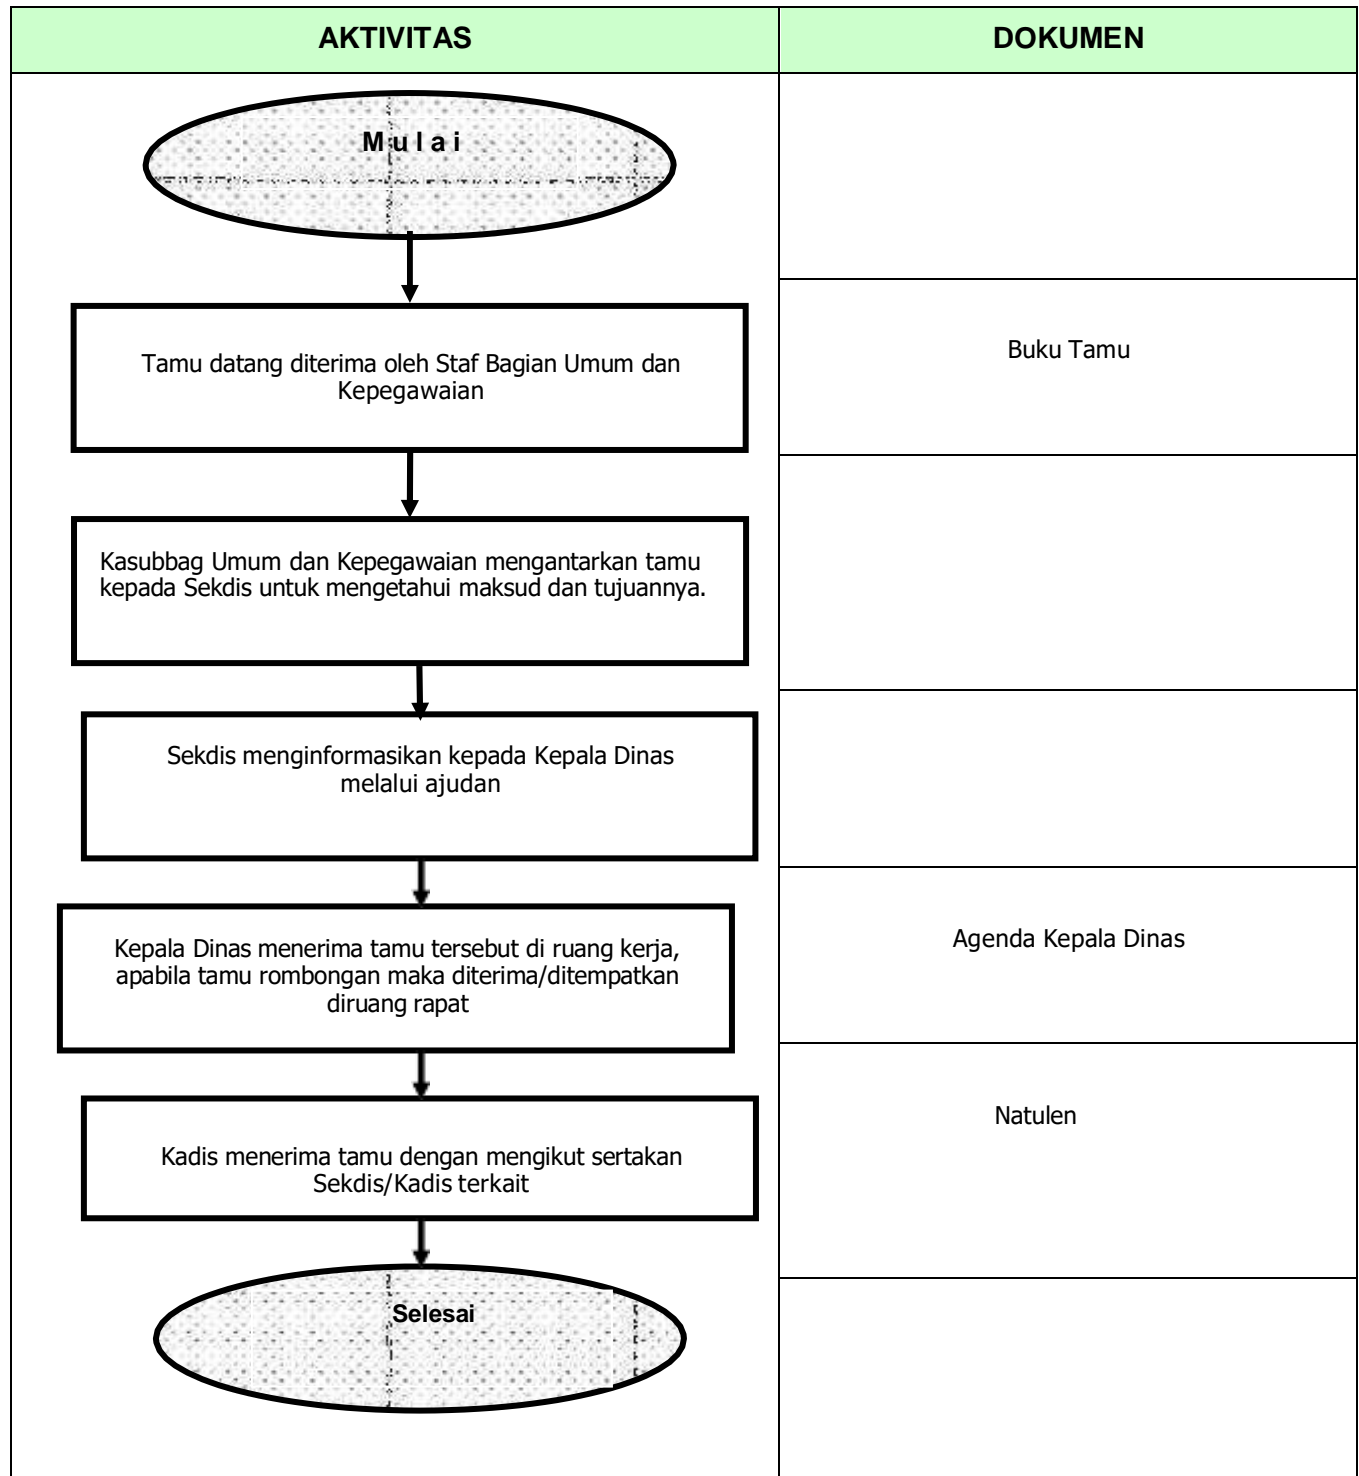 AKTIVITAS
DOKUMEN
M u l a i
Tamu datang diterima oleh Staf Bagian Umum dan
Kepegawaian
Buku Tamu
Kasubbag Umum dan Kepegawaian mengantarkan tamu
kepada Sekdis untuk mengetahui maksud dan tujuannya.
Sekdis menginformasikan kepada Kepala Dinas
melalui ajudan
Kepala Dinas menerima tamu tersebut di ruang kerja,
apabila tamu rombongan maka diterima/ditempatkan
diruang rapat
Agenda Kepala Dinas
Kadis menerima tamu dengan mengikut sertakan
Sekdis/Kadis terkait
Natulen
Selesai